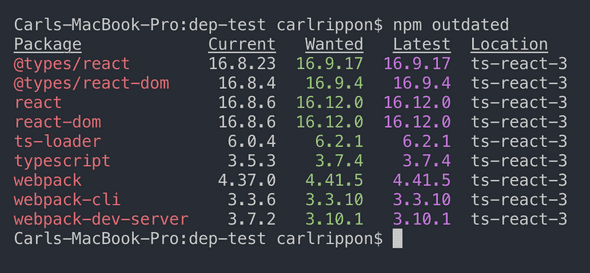 Carls-MacBook-Pro:dep-test carlrippon$ npm outdated
Package Current Wanted Latest Location
@types/react 16.8.23 16.9.17 16.9.17 ts-react-3
@types/react-dom 16.8.4 16.9.4 16.9.4 ts-react-3
react 16.8.6 16.12.0 16.12.0 ts-react-3
react-dom 16.8.6 16.12.0 16.12.0 ts-react-3
ts-loader 6.0.4 6.2.1 6.2.1 ts-react-3
typescript 3.5.3 3.7.4 3.7.4 ts-react-3
webpack 4.37.0 4.41.5 4.41.5 ts-react-3
webpack-cli 3.3.6 3.3.10 3.3.10 ts-react-3
webpack-dev-server 3.7.2 3.10.1 3.10.1 ts-react-3
Carls-MacBook-Pro:dep-test carlrippon$